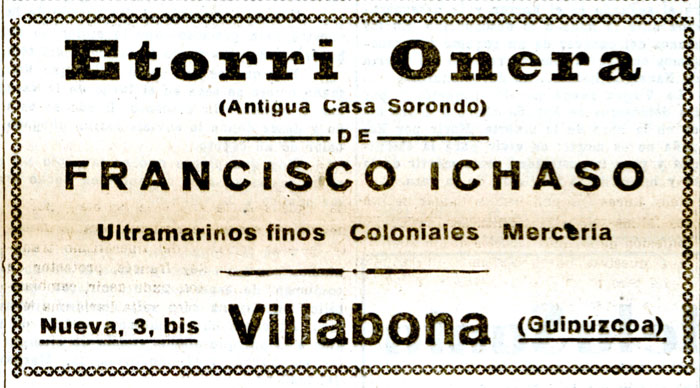 Etorri Onera
(Antigua Casa Sorondo)
DE
FRANCISCO ICHASO
Ultramarinos finos Coloniales Mercería
Nueva, 3, bis Villabona (Guipúzcoa)